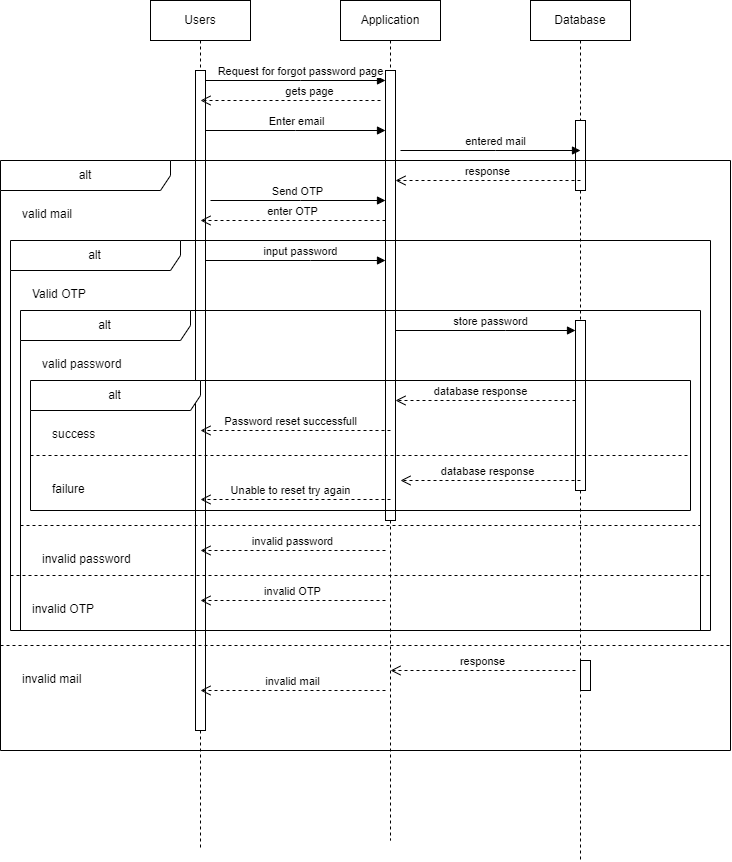 Users
Application
Database
Request for forgot password page
gets page
Enter email
entered mail
alt
response
Send OTP
valid mail
enter OTP
alt
input password
Valid OTP
alt
store password
valid password
alt
database response
Password reset successfull
success
database response
failure
Unable to reset try again
invalid password
invalid password
invalid OTP
invalid OTP
response
invalid mail
invalid mail